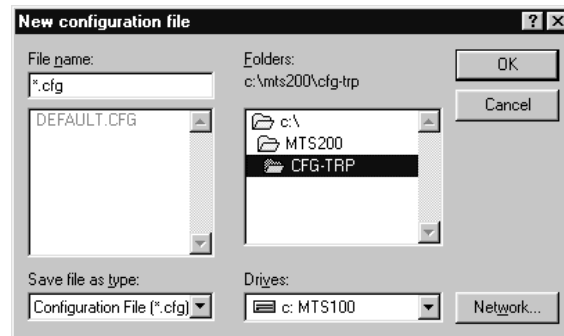 New configuration file
File name:
*.cfg
DEFAULT.CFG
Folders:
c:\mts200\cfg-trp
c:\
MTS200
CFG-TRP
OK
Cancel
Save file as type:
Configuration File (*.cfg)
Drives:
c: MTS100
Network...